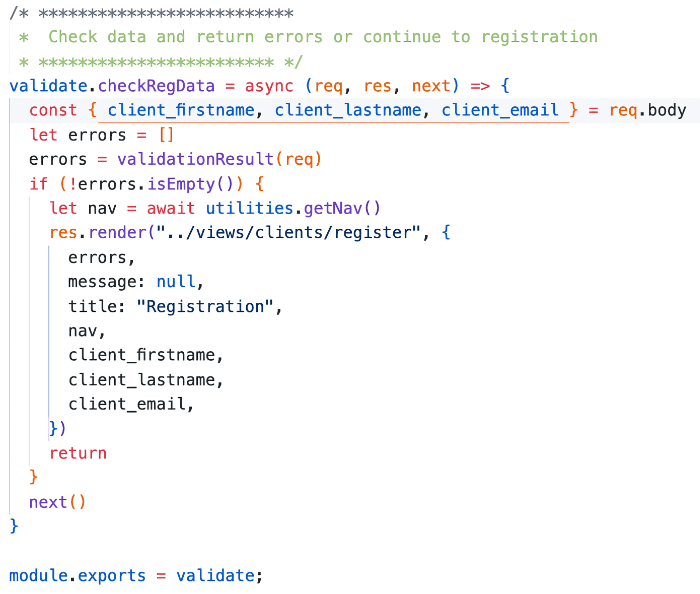 /* **************************
 *  Check data and return errors or continue to registration
 * ************************ */
validate.checkRegData = async (req, res, next) => {
  const { client_firstname, client_lastname, client_email } = req.body
  let errors = []
  errors = validationResult(req)
  if (!errors.isEmpty()) {
    let nav = await utilities.getNav()
    res.render("../views/clients/register", {
      errors,
      message: null,
      title: "Registration",
      nav,
      client_firstname,
      client_lastname,
      client_email,
    })
    return
  }
  next()
}

module.exports = validate;